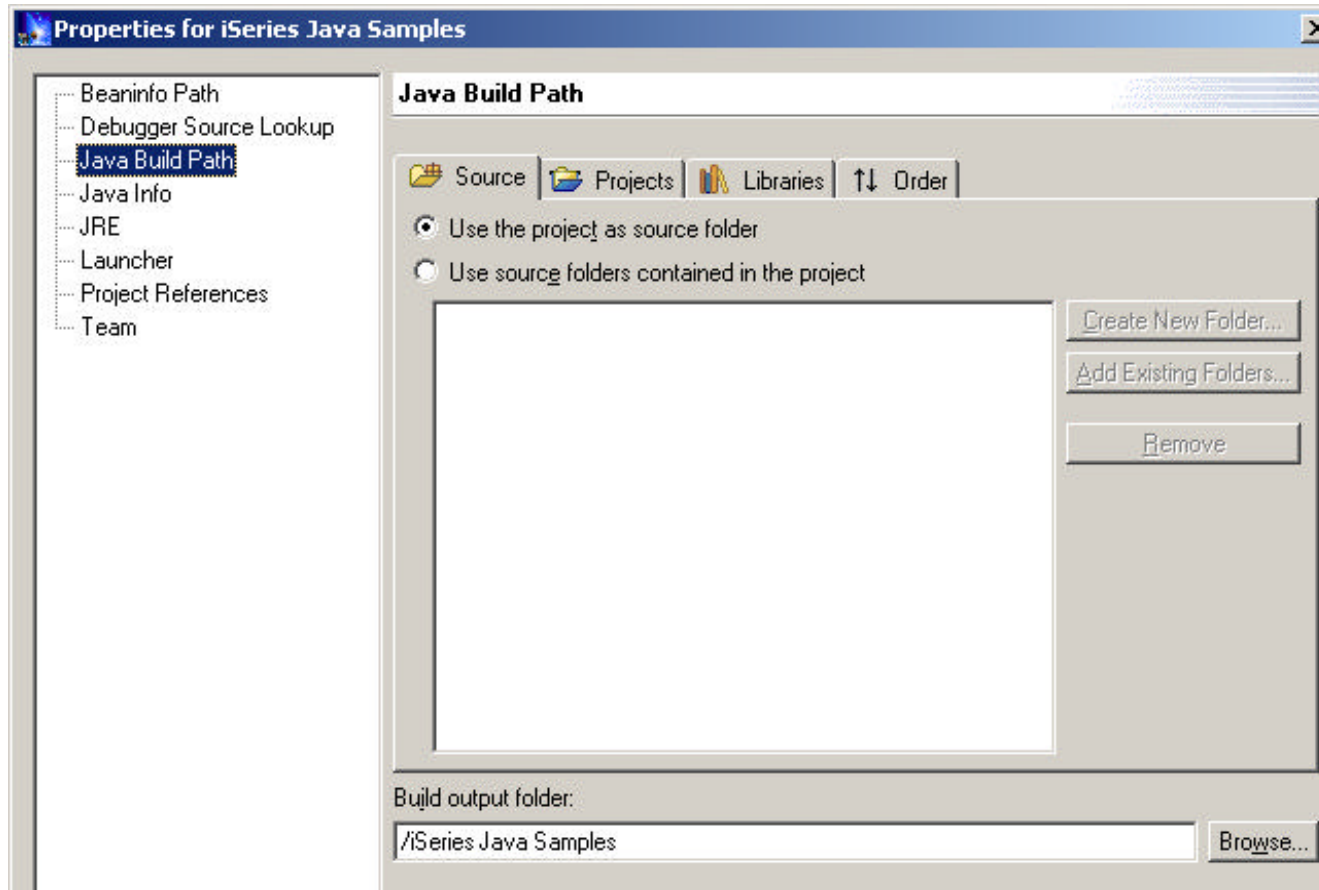 Properties for iSeries Java Samples
Beaninfo Path
Debugger Source Lookup
Java Build Path
Java Info
JRE
Launcher
Project References
Team
Java Build Path
Source Projects Libraries Order
Use the project as source folder
Use source folders contained in the project
Create New Folder...
Add Existing Folders...
Remove
Build output folder:
/iSeries Java Samples
Browse...